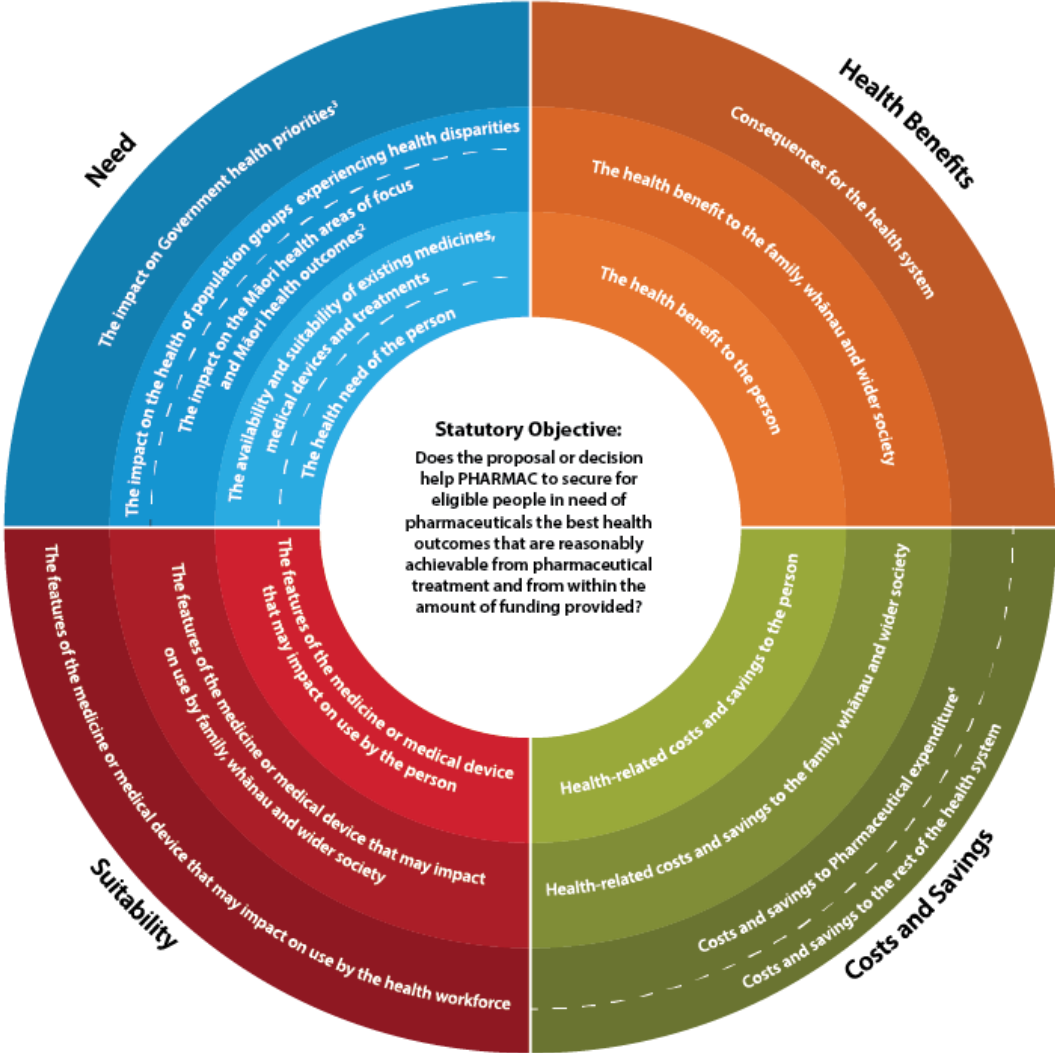 Need
The impact on Government health priorities³
The impact on the health of population groups experiencing health disparities
The impact on the Māori health areas of focus
and Māori health outcomes²
The availability and suitability of existing medicines,
medical devices and treatments
The health need of the person
Health Benefits
Consequences for the health system
The health benefit to the family, whānau and wider society
The health benefit to the person
Statutory Objective:
Does the proposal or decision
help PHARMAC to secure for
eligible people in need of
pharmaceuticals the best health
outcomes that are reasonably
achievable from pharmaceutical
treatment and from within the
amount of funding provided?
Suitability
The features of the medicine or medical device
that may impact on use by the person
The features of the medicine or medical device that may impact
on use by family, whānau and wider society
The features of the medicine or medical device that may impact on use by the health workforce
Costs and Savings
Health-related costs and savings to the person
Health-related costs and savings to the family, whānau and wider society
Costs and savings to Pharmaceutical expenditure⁴
Costs and savings to the rest of the health system